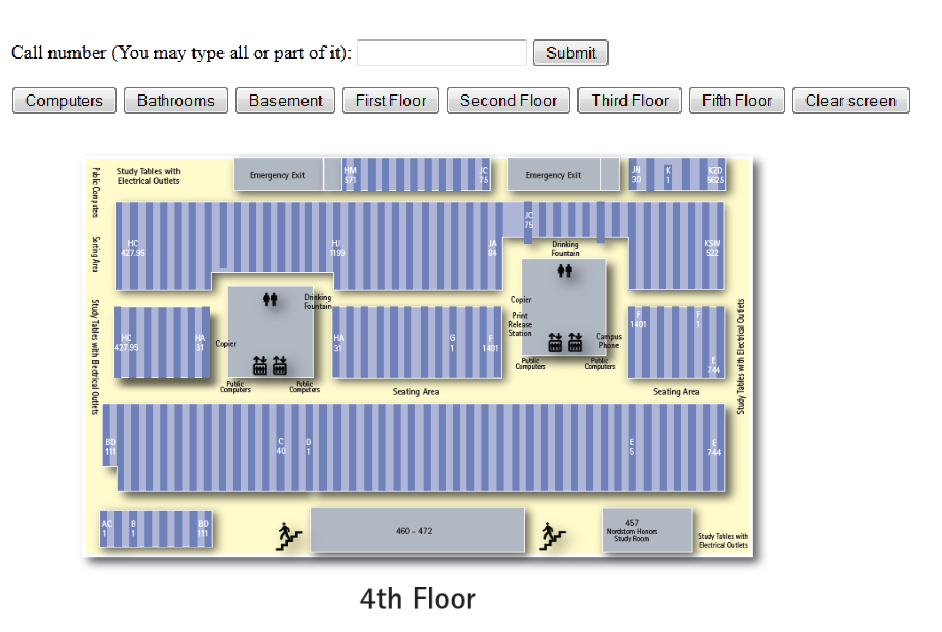 Call number (You may type all or part of it): Submit
Computers Bathrooms Basement First Floor Second Floor Third Floor Fifth Floor Clear screen
Public Computers
Study Tables with
Electrical Outlets
Emergency Exit
HM
571
JC
75
Emergency Exit
JN
30
K
1
KZD
5625
Sorting Area
HC
427.95
HJ
1199
JA
84
JC
75
KSW
522
Drinking
Fountain
Study Tables with Electrical Outlets
HC
427.95
HA
31
Copier
Drinking
Fountain
Public
Computers
Public
Computers
HA
31
G
1
F
1401
Copier
Print
Release
Station
Campus
Phone
Public
Computers
Public
Computers
F
1401
F
1
E
744
Study Tables with Electrical Outlets
Seating Area
Seating Area
BD
111
C
40
D
1
E
5
E
744
AC
1
B
1
BD
111
460 - 472
457
Nordstom Honors
Study Room
Study Tables with
Electrical Outlets
4th Floor